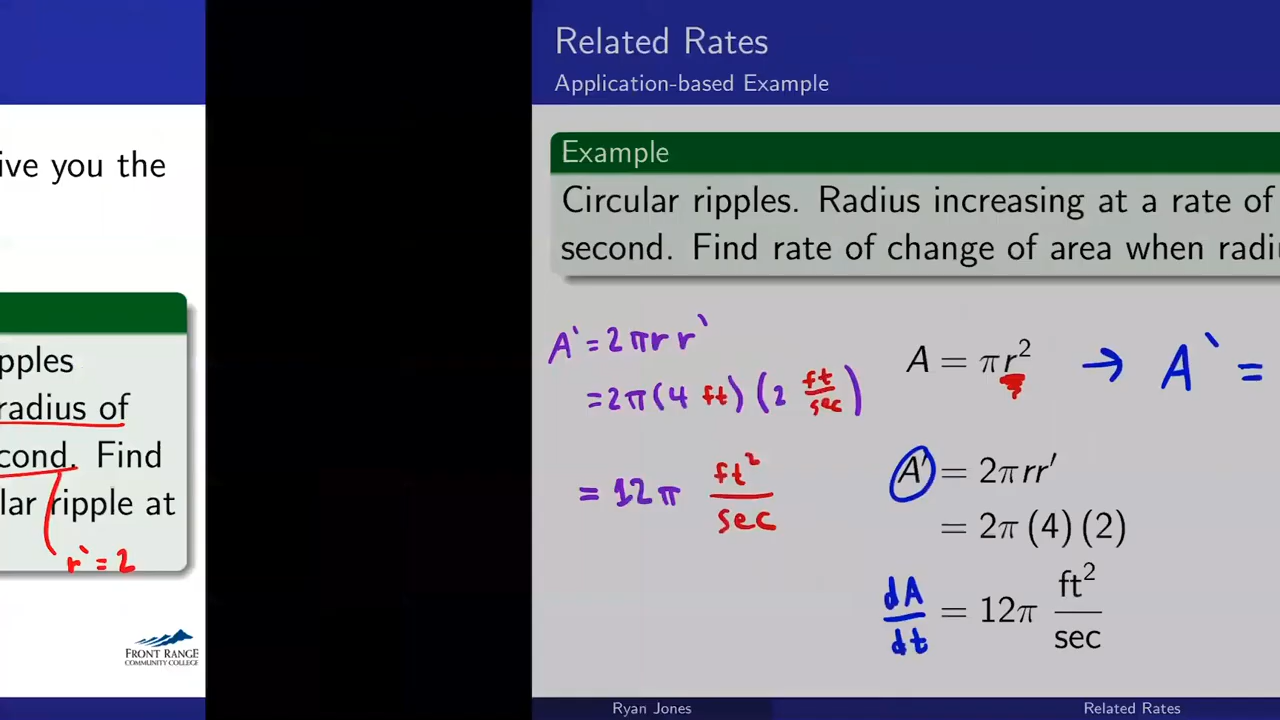 ive you the
pples
radius of
cond. Find
lar ripple at
r` = 2
FRONT RANGE
COMMUNITY COLLEGE
Related Rates
Application-based Example
Example
Circular ripples. Radius increasing at a rate of
second. Find rate of change of area when radi
A` = 2πr r`
= 2π(4 ft)(2 ft/sec)
= 12π ft²/sec
A = πr² → A` =
A′ = 2πrr′
= 2π (4) (2)
dA/dt = 12π ft²/sec
Ryan Jones
Related Rates